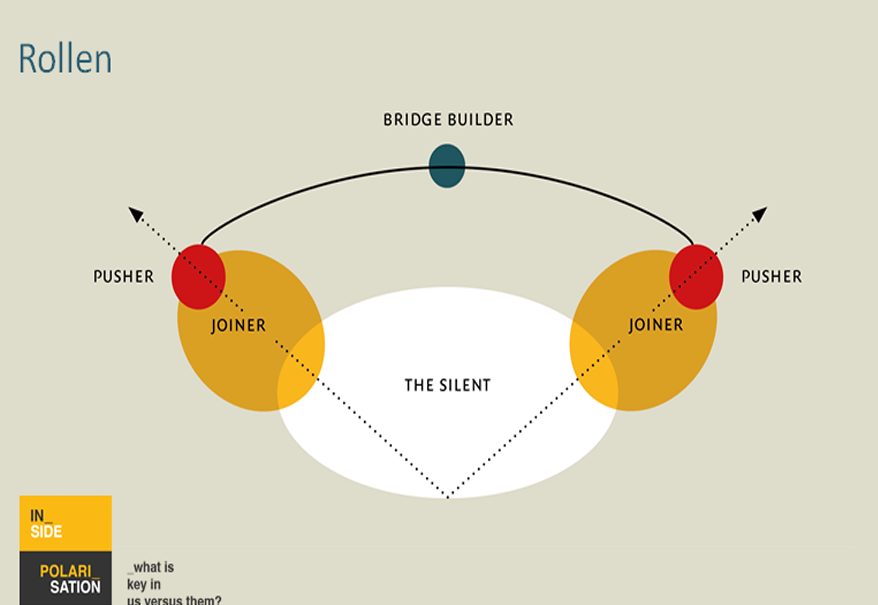 Rollen
BRIDGE BUILDER
PUSHER
PUSHER
JOINER
JOINER
THE SILENT
IN_
SIDE
POLARI_
SATION
_what is
key in
us versus them?